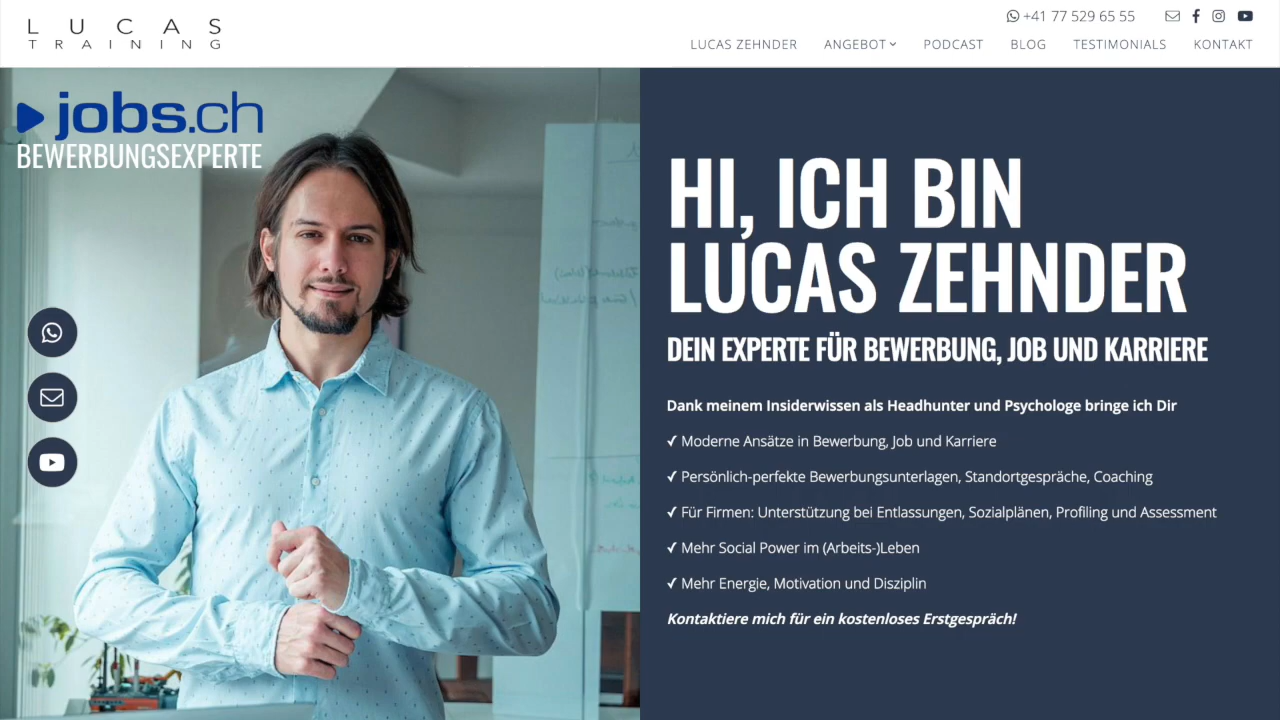 LUCAS
TRAINING
+41 77 529 65 55
LUCAS ZEHNDER ANGEBOT PODCAST BLOG TESTIMONIALS KONTAKT
jobs.ch
BEWERBUNGSEXPERTE
HI, ICH BIN
LUCAS ZEHNDER
DEIN EXPERTE FÜR BEWERBUNG, JOB UND KARRIERE
Dank meinem Insiderwissen als Headhunter und Psychologe bringe ich Dir
✓ Moderne Ansätze in Bewerbung, Job und Karriere
✓ Persönlich-perfekte Bewerbungsunterlagen, Standortgespräche, Coaching
✓ Für Firmen: Unterstützung bei Entlassungen, Sozialplänen, Profiling und Assessment
✓ Mehr Social Power im (Arbeits-)Leben
✓ Mehr Energie, Motivation und Disziplin
Kontaktiere mich für ein kostenloses Erstgespräch!